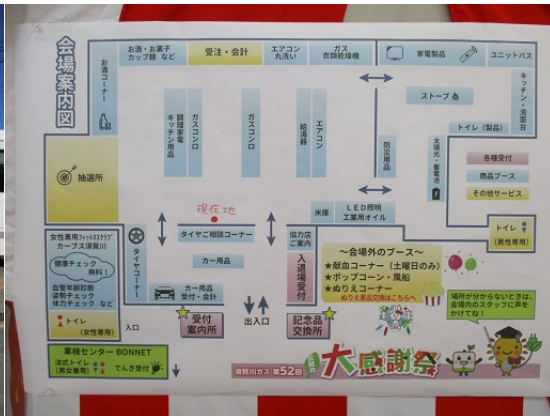 会場案内図
お酒・お菓子
カップ麺 など
受注・会計
エアコン
丸洗い
ガス
衣類乾燥機
家電製品
ユニットバス
お酒コーナー
キッチン・洗面台
ストーブ
調理家電
キッチン用品
ガスコンロ
ガスコンロ
給湯器
エアコン
防災用品
太陽光・蓄電池
トイレ(製品)
各種受付
商品ブース
その他サービス
抽選所
現在地
米庫
LED照明
工業用オイル
トイレ
(男性専用)
女性専用フィットネスクラブ
カーブス須賀川
健康チェック
無料!
血管年齢診断
姿勢チェック
体力チェック など
トイレ
(女性専用)
タイヤコーナー
タイヤご相談コーナー
カー用品
カー用品
受付・会計
協力店
ご案内
入退場受付
~会場外のブース~
★献血コーナー(土曜日のみ)
★ポップコーン・風船
★ぬりえコーナー
ぬりえ景品交換はこちらへ
場所が分からないときは、
会場内のスタッフに声を
かけてね!
入口
受付
案内所
出入口
記念品
交換所
車検センター BONNET
洋式トイレ
(男女兼用)
でんき受付
須賀川ガス 第52回
大感謝祭